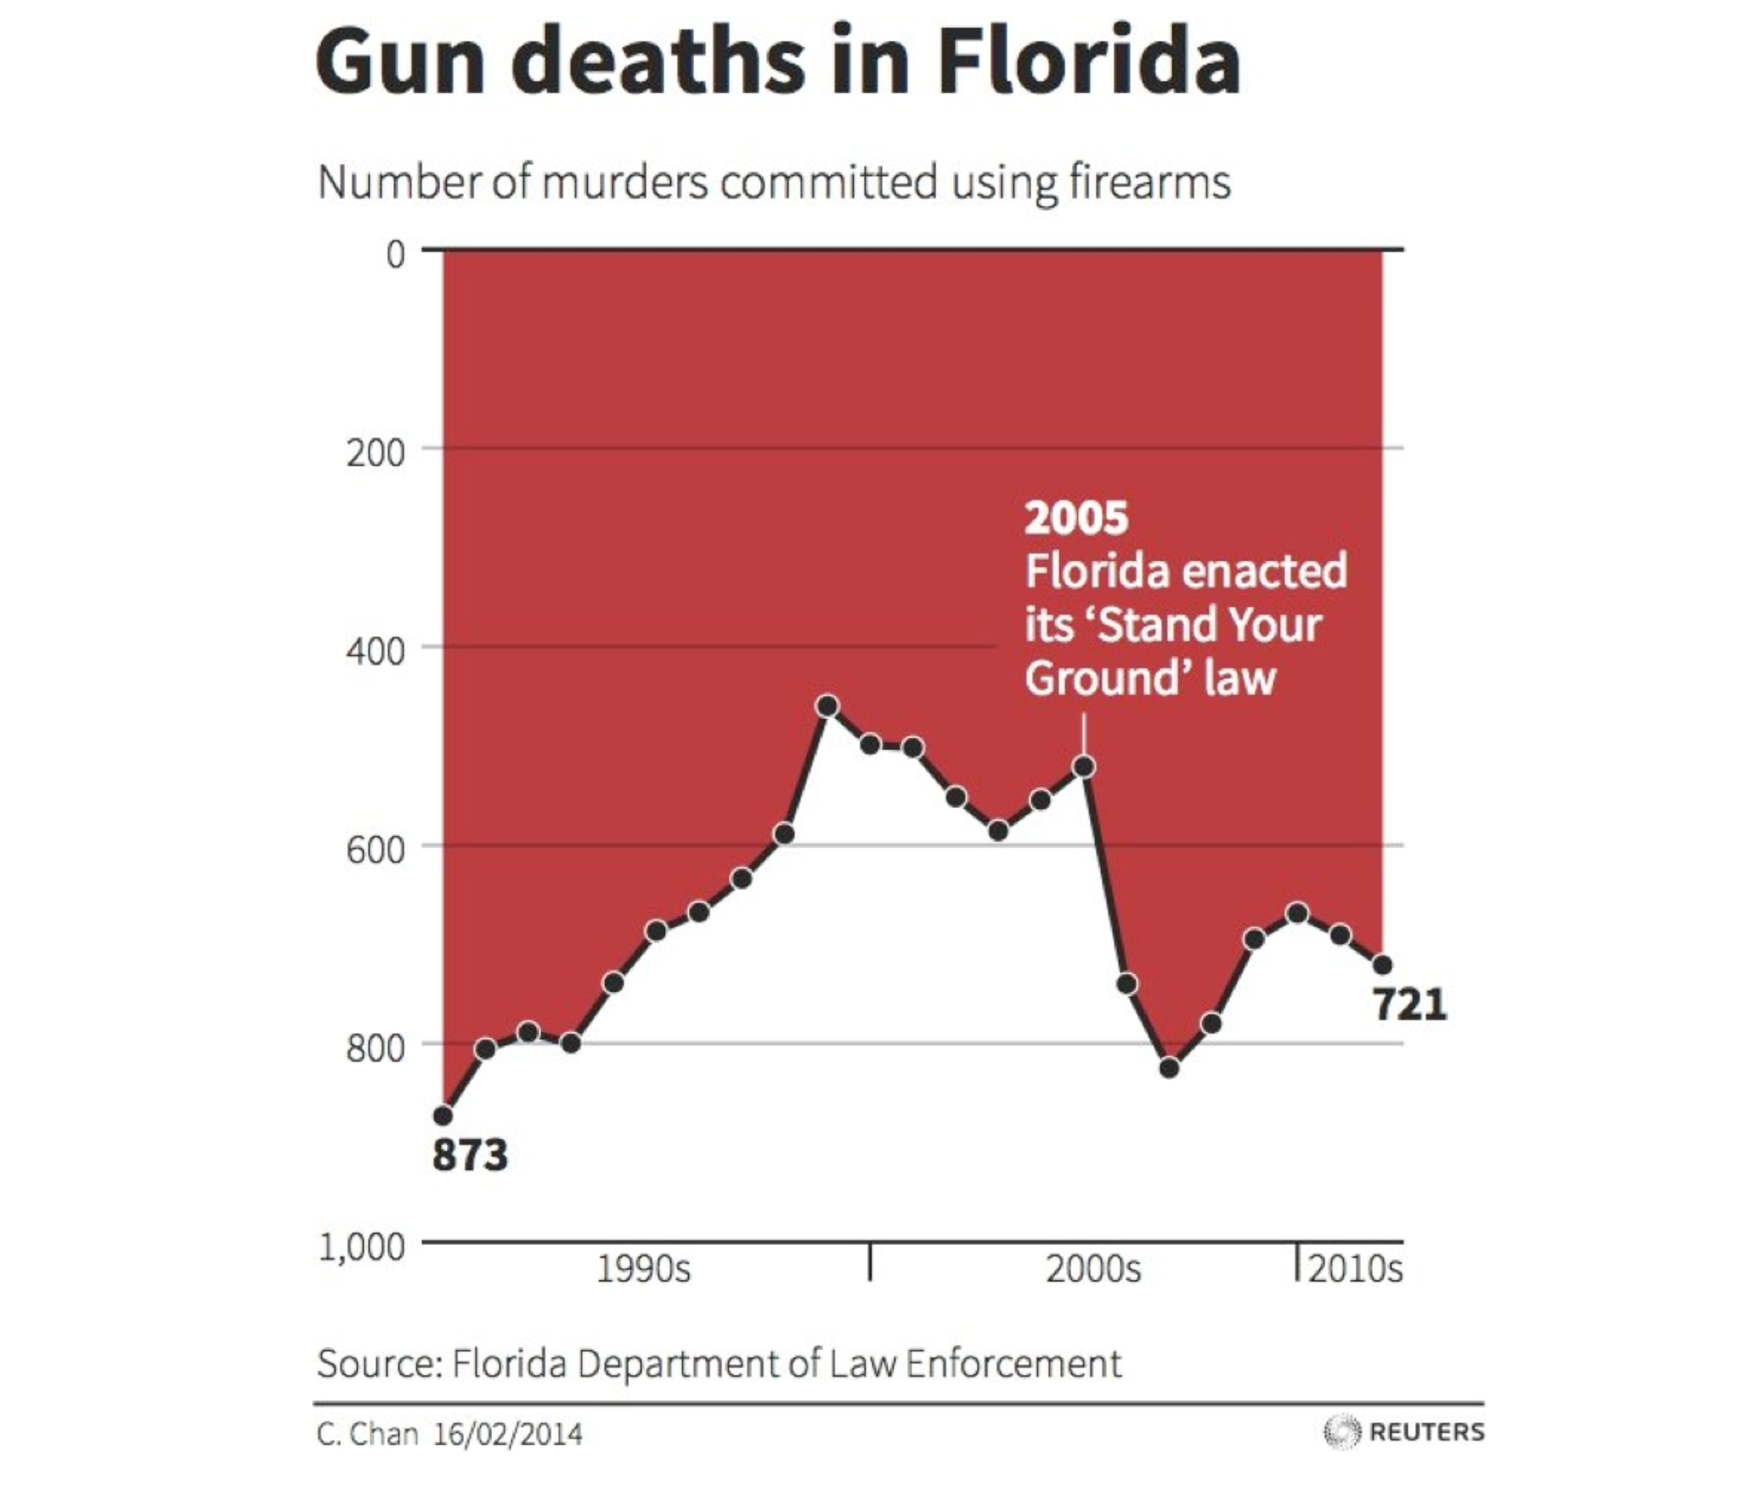 Gun deaths in Florida
Number of murders committed using firearms
0
200
2005
Florida enacted
its ‘Stand Your
Ground’ law
400
600
721
800
873
1,000
1990s
2000s
2010s
Source: Florida Department of Law Enforcement
C. Chan 16/02/2014
REUTERS